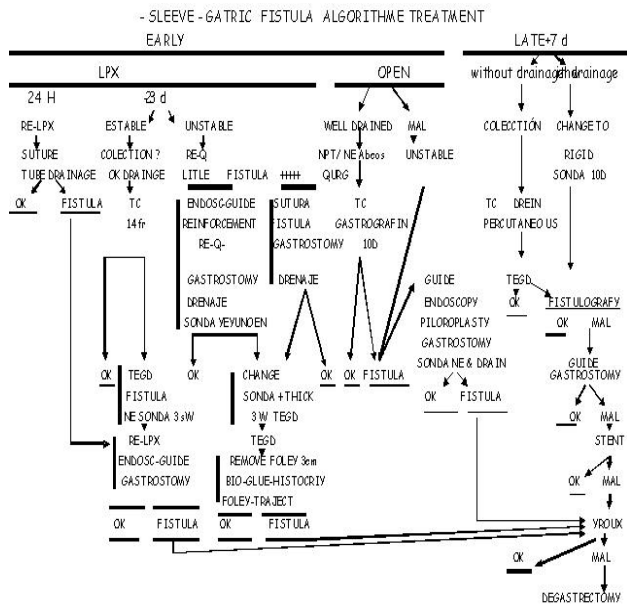 - SLEEVE - GATRIC FISTULA ALGORITHME TREATMENT
EARLY LATE+7 d
LPX OPEN without drainage drainage
24 H 23 d
RE-LPX ESTABLE UNSTABLE WELL DRAINED MAL COLECCTIÓN CHANGE TO
SUTURE COLECTION ? RE-Q NPT/NE Abcos UNSTABLE RIGID
TUBE DRAINAGE OK DRAINGE LITLE FISTULA +++++ QURG SONDA 10D
OK FISTULA TC ENDOSC-GUIDE SUTURA TC TC DREIN
14 fr REINFORCEMENT FISTULA GASTROGRAFIN PERCUTANEOUS
RE-Q- GASTROSTOMY 10D
GASTROSTOMY DRENAJE GUIDE TEGD
DRENAJE ENDOSCOPY OK FISTULOGRAFY
SONDA YEYUNOEN PILOROPLASTY OK MAL
GASTROSTOMY GUIDE
OK TEGD OK CHANGE OK OK FISTULA SONDA NE & DRAIN GASTROSTOMY
FISTULA SONDA + THICK OK FISTULA
NE SONDA 3 sW 3 W TEGD OK MAL
RE-LPX TEGD STENT
ENDOSC-GUIDE REMOVE FOLEY 3cm
GASTROSTOMY BIO-GLUE-HISTOCRIY OK MAL
FOLEY-TRAJECT
OK FISTULA OK FISTULA YROUX
OK MAL
DEGASTRECTOMY